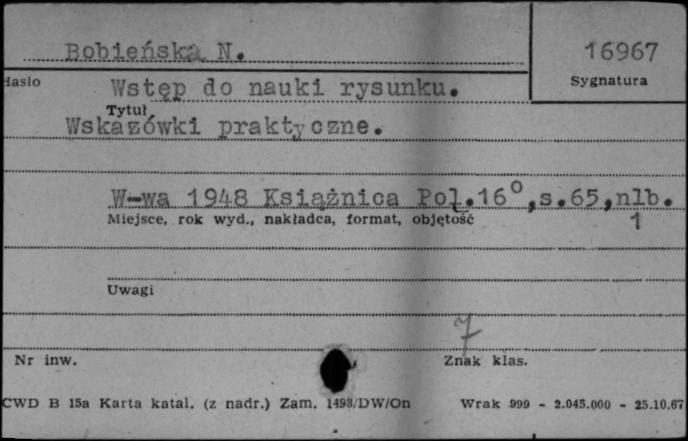 Bobieńska N.
16967
Hasło
Sygnatura
Wstęp do nauki rysunku.
Tytuł
Wskazówki praktyczne.
W-wa 1948 Książnica Pol.16°,s.65,nlb.
Miejsce, rok wyd., nakładca, format, objętość
1
Uwagi
7
Nr inw.
Znak klas.
CWD B 15a Karta katal. (z nadr.) Zam. 1498/DW/On Wrak 999 - 2.045.000 - 25.10.67